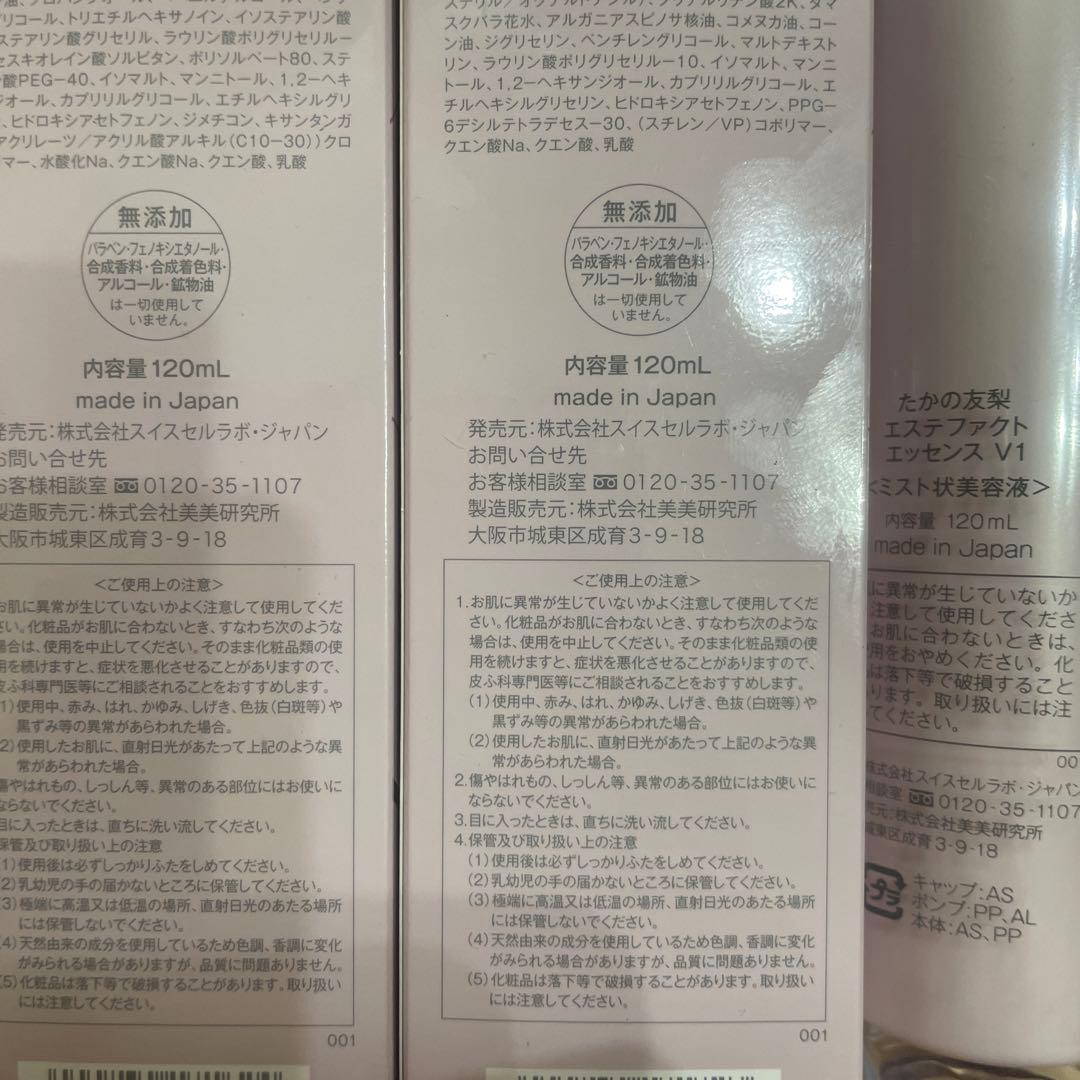 リコール、トリエチルヘキサノイン、イソステアリン酸
ステアリン酸グリセリル、ラウリン酸ポリグリセリル－
セスキオレイン酸ソルビタン、ポリソルベート80、ステ
酸PEG－40、イソマルト、マンニトール、1,2－ヘキ
ジオール、カプリリルグリコール、エチルヘキシルグリ
ヒドロキシアセトフェノン、ジメチコン、キサンタンガ
アクリレーツ／アクリル酸アルキル（C10－30））クロ
マー、水酸化Na、クエン酸Na、クエン酸、乳酸
無添加
パラベン・フェノキシエタノール・
合成香料・合成着色料・
アルコール・鉱物油
は一切使用して
いません。
内容量120mL
made in Japan
発売元：株式会社スイスセルラボ・ジャパン
お問い合せ先
お客様相談室 0120-35-1107
製造販売元：株式会社美美研究所
大阪市城東区成育3-9-18
＜ご使用上の注意＞
お肌に異常が生じていないかよく注意して使用してくだ
さい。化粧品がお肌に合わないとき、すなわち次のような
場合は、使用を中止してください。そのまま化粧品類の使
用を続けますと、症状を悪化させることがありますので、
皮ふ科専門医等にご相談されることをおすすめします。
（1）使用中、赤み、はれ、かゆみ、しげき、色抜（白斑等）や
黒ずみ等の異常があらわれた場合。
（2）使用したお肌に、直射日光があたって上記のような異
常があらわれた場合。
傷やはれもの、しっしん等、異常のある部位にはお使いに
ならないでください。
目に入ったときは、直ちに洗い流してください。
保管及び取り扱い上の注意
（1）使用後は必ずしっかりふたをしめてください。
（2）乳幼児の手の届かないところに保管してください。
（3）極端に高温又は低温の場所、直射日光のあたる場所
には保管しないでください。
（4）天然由来の成分を使用しているため色調、香調に変化
がみられる場合がありますが、品質に問題ありません。
（5）化粧品は落下等で破損することがあります。取り扱い
には注意してください。
001
スクバラ花水、アルガニアスピノサ核油、コメヌカ油、コー
ン油、ジグリセリン、ペンチレングリコール、マルトデキスト
リン、ラウリン酸ポリグリセリル－10、イソマルト、マンニ
トール、1,2－ヘキサンジオール、カプリリルグリコール、エ
チルヘキシルグリセリン、ヒドロキシアセトフェノン、PPG－
6デシルテトラデセス－30、（スチレン／VP）コポリマー、
クエン酸Na、クエン酸、乳酸
無添加
パラベン・フェノキシエタノール・
合成香料・合成着色料・
アルコール・鉱物油
は一切使用して
いません。
内容量120mL
made in Japan
発売元：株式会社スイスセルラボ・ジャパン
お問い合せ先
お客様相談室 0120-35-1107
製造販売元：株式会社美美研究所
大阪市城東区成育3-9-18
＜ご使用上の注意＞
1.お肌に異常が生じていないかよく注意して使用してくだ
さい。化粧品がお肌に合わないとき、すなわち次のような
場合は、使用を中止してください。そのまま化粧品類の使
用を続けますと、症状を悪化させることがありますので、
皮ふ科専門医等にご相談されることをおすすめします。
（1）使用中、赤み、はれ、かゆみ、しげき、色抜（白斑等）や
黒ずみ等の異常があらわれた場合。
（2）使用したお肌に、直射日光があたって上記のような異
常があらわれた場合。
2.傷やはれもの、しっしん等、異常のある部位にはお使いに
ならないでください。
3.目に入ったときは、直ちに洗い流してください。
4.保管及び取り扱い上の注意
（1）使用後は必ずしっかりふたをしめてください。
（2）乳幼児の手の届かないところに保管してください。
（3）極端に高温又は低温の場所、直射日光のあたる場所
には保管しないでください。
（4）天然由来の成分を使用しているため色調、香調に変化
がみられる場合がありますが、品質に問題ありません。
（5）化粧品は落下等で破損することがあります。取り扱い
には注意してください。
001
たかの友梨
エステファクト
エッセンス V1
＜ミスト状美容液＞
内容量 120mL
made in Japan
に異常が生じていないか
注意して使用してくださ
お肌に合わないときは、
用をおやめください。化
は落下等で破損すること
ります。取り扱いには注
てください。
00
株式会社スイスセルラボ・ジャパン
相談室 0120-35-1107
売元：株式会社美美研究所
城東区成育3-9-18
プラ
キャップ：AS
ポンプ：PP、AL
本体：AS、PP